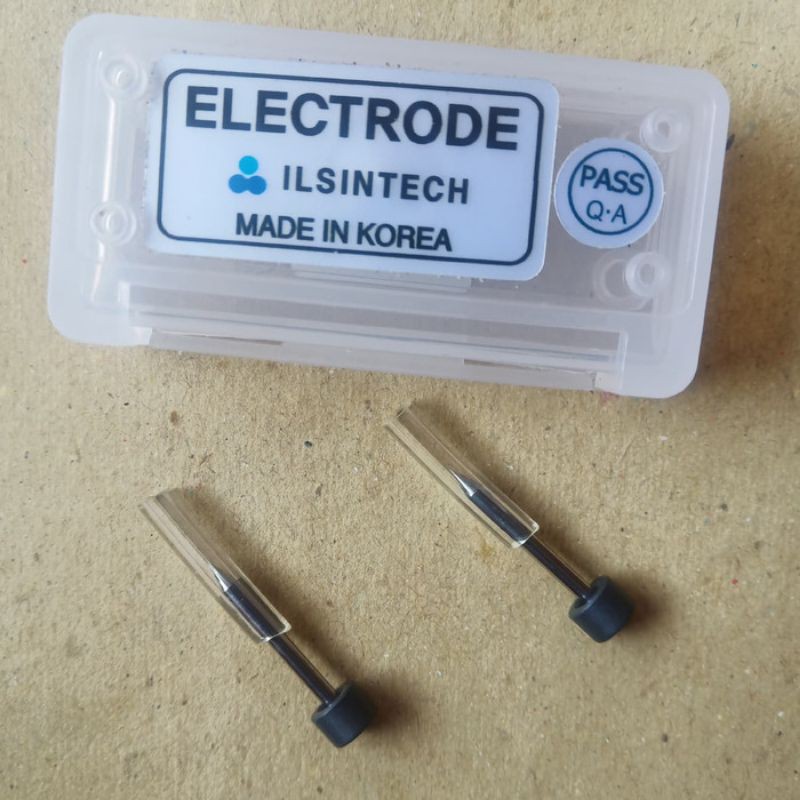 ELECTRODE
ILSINTECH
MADE IN KOREA
PASS
Q·A